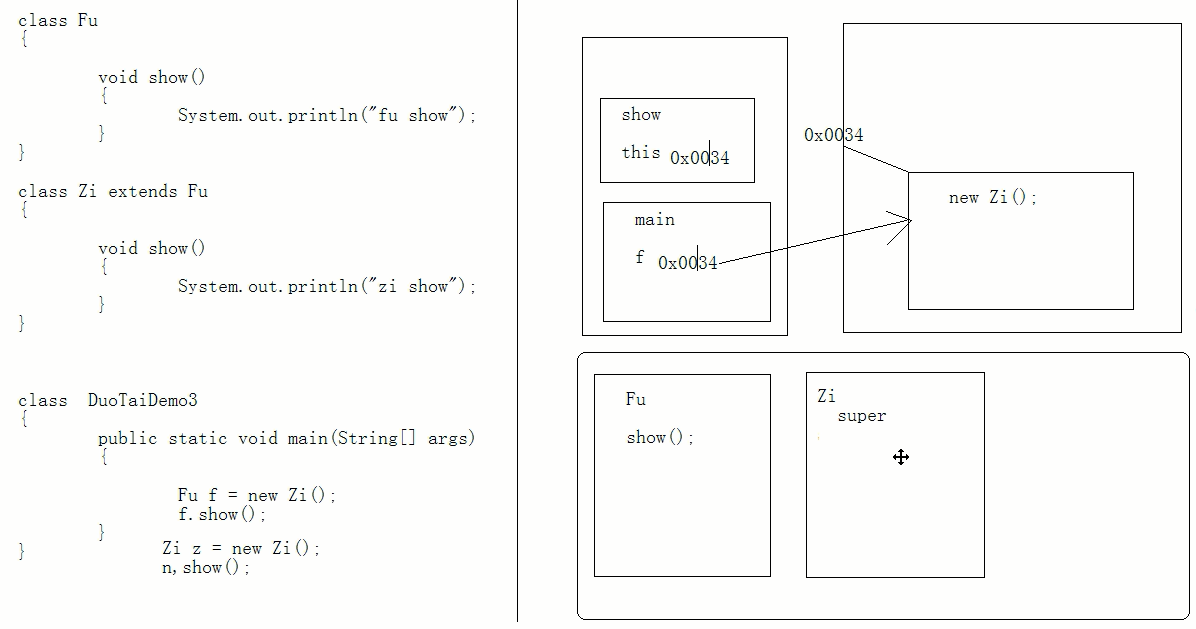 class Fu
{
void show()
{
System.out.println("fu show");
}
}
class Zi extends Fu
{
void show()
{
System.out.println("zi show");
}
}
class DuoTaiDemo3
{
public static void main(String[] args)
{
Fu f = new Zi();
f.show();
}
}
Zi z = new Zi();
n,show();
show
this 0x0034
main
f 0x0034
0x0034
new Zi();
Fu
show();
Zi
super